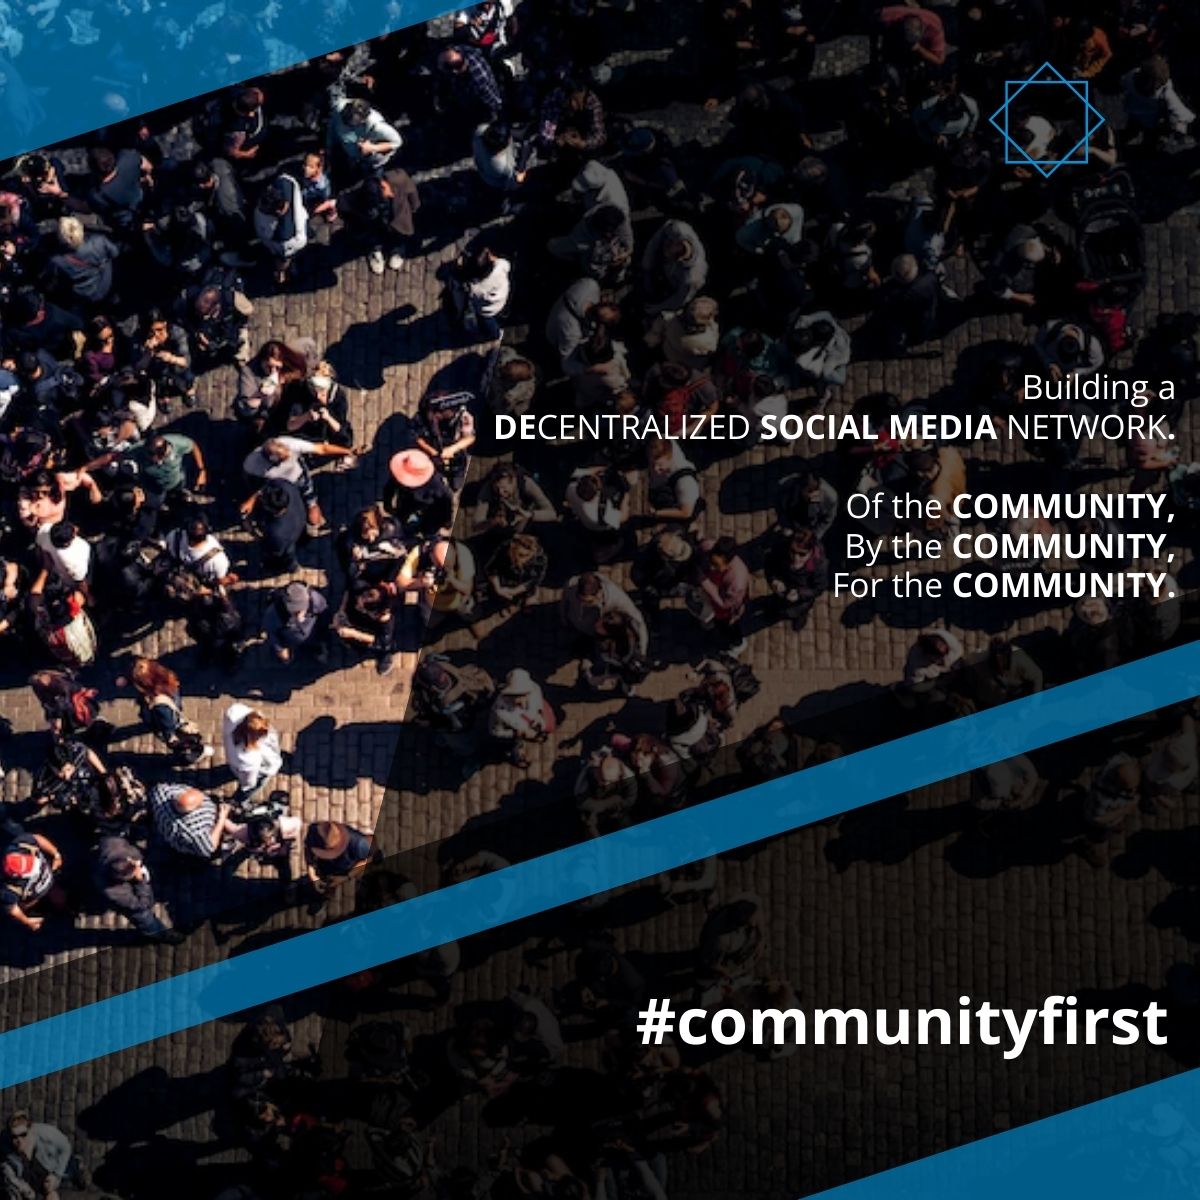 Building a
DECENTRALIZED SOCIAL MEDIA NETWORK.
Of the COMMUNITY,
By the COMMUNITY,
For the COMMUNITY.
#communityfirst